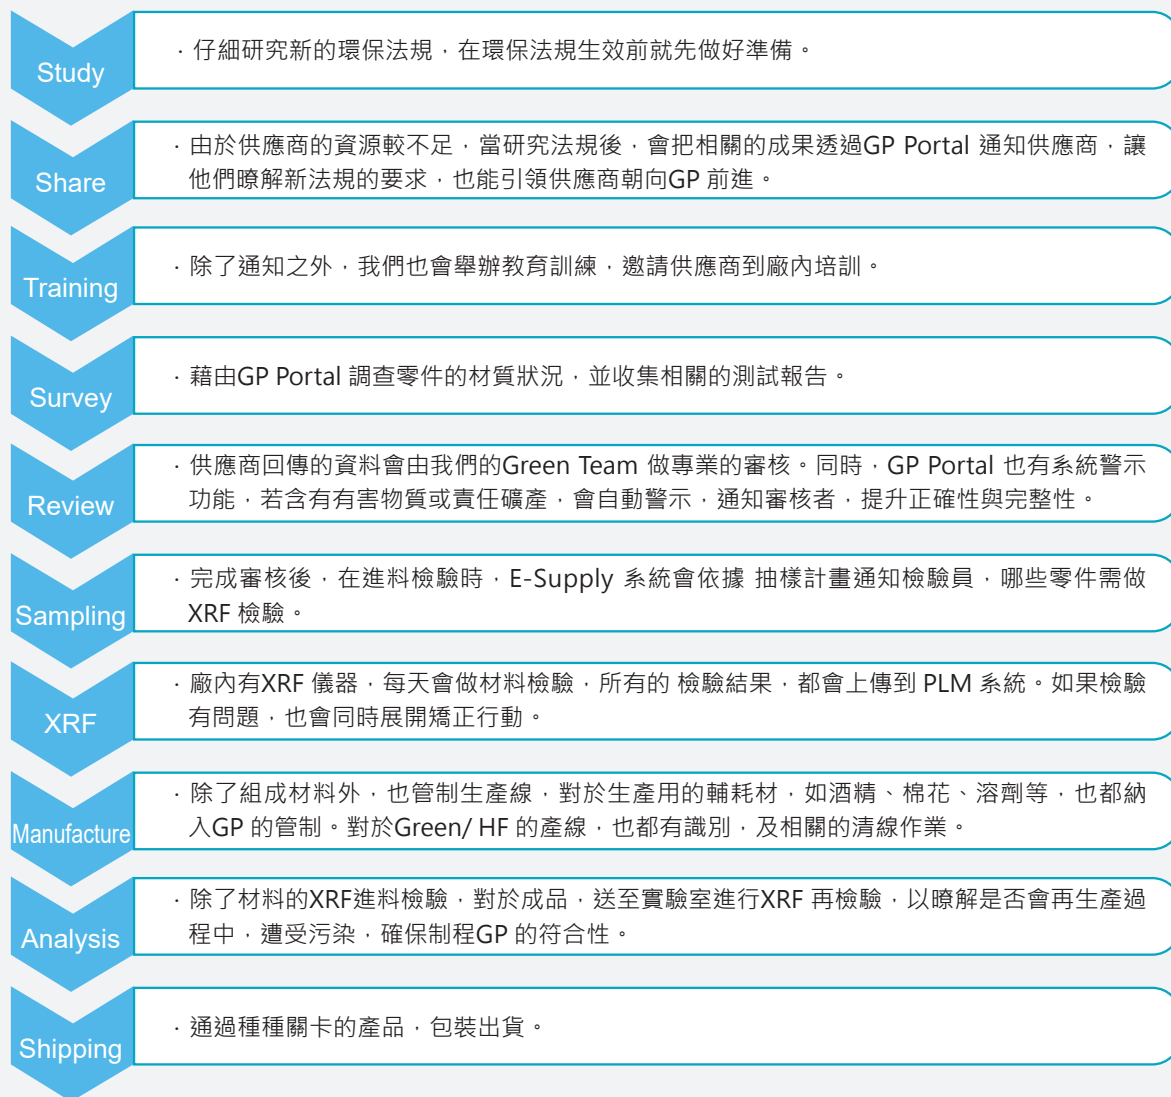 Study
· 仔細研究新的環保法規，在環保法規生效前就先做好準備。
Share
· 由於供應商的資源較不足，當研究法規後，會把相關的成果透過GP Portal 通知供應商，讓
他們瞭解新法規的要求，也能引領供應商朝向GP 前進。
Training
· 除了通知之外，我們也會舉辦教育訓練，邀請供應商到廠內培訓。
Survey
· 藉由GP Portal 調查零件的材質狀況，並收集相關的測試報告。
Review
· 供應商回傳的資料會由我們的Green Team 做專業的審核。同時，GP Portal 也有系統警示
功能，若含有有害物質或責任礦產，會自動警示，通知審核者，提升正確性與完整性。
Sampling
· 完成審核後，在進料檢驗時，E-Supply 系統會依據 抽樣計畫通知檢驗員，哪些零件需做
XRF 檢驗。
XRF
· 廠內有XRF 儀器，每天會做材料檢驗，所有的 檢驗結果，都會上傳到 PLM 系統。如果檢驗
有問題，也會同時展開矯正行動。
Manufacture
· 除了組成材料外，也管制生產線，對於生產用的輔耗材，如酒精、棉花、溶劑等，也都納
入GP 的管制。對於Green/ HF 的產線，也都有識別，及相關的清線作業。
Analysis
· 除了材料的XRF進料檢驗，對於成品，送至實驗室進行XRF 再檢驗，以瞭解是否會再生產過
程中，遭受污染，確保制程GP 的符合性。
Shipping
· 通過種種關卡的產品，包裝出貨。